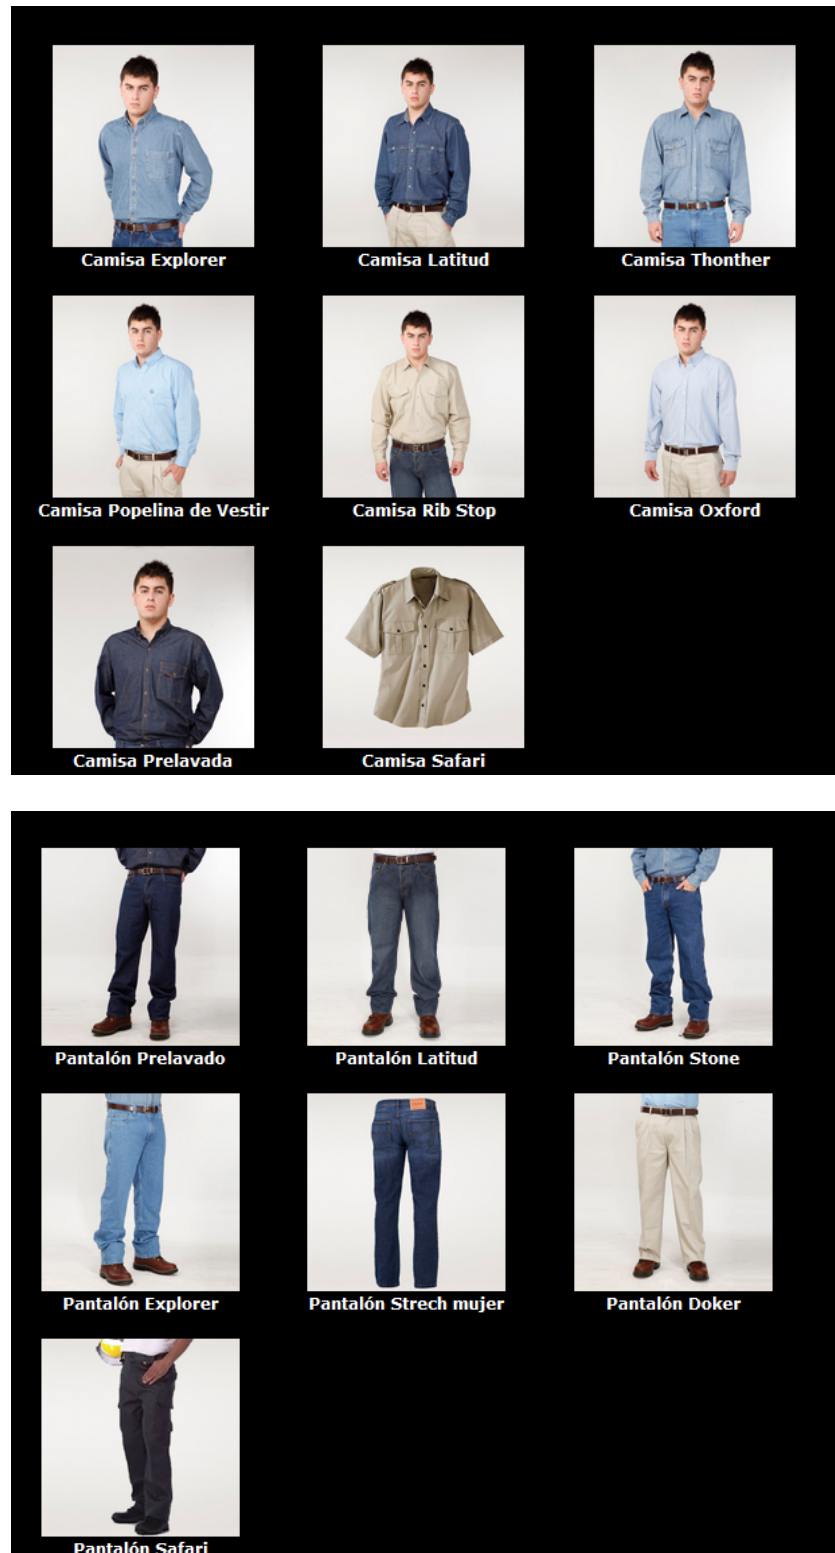 Camisa Explorer
Camisa Latitud
Camisa Thonther
Camisa Popelina de Vestir
Camisa Rib Stop
Camisa Oxford
Camisa Prelavada
Camisa Safari
Pantalón Prelavado
Pantalón Latitud
Pantalón Stone
Pantalón Explorer
Pantalón Strech mujer
Pantalón Doker
Pantalón Safari